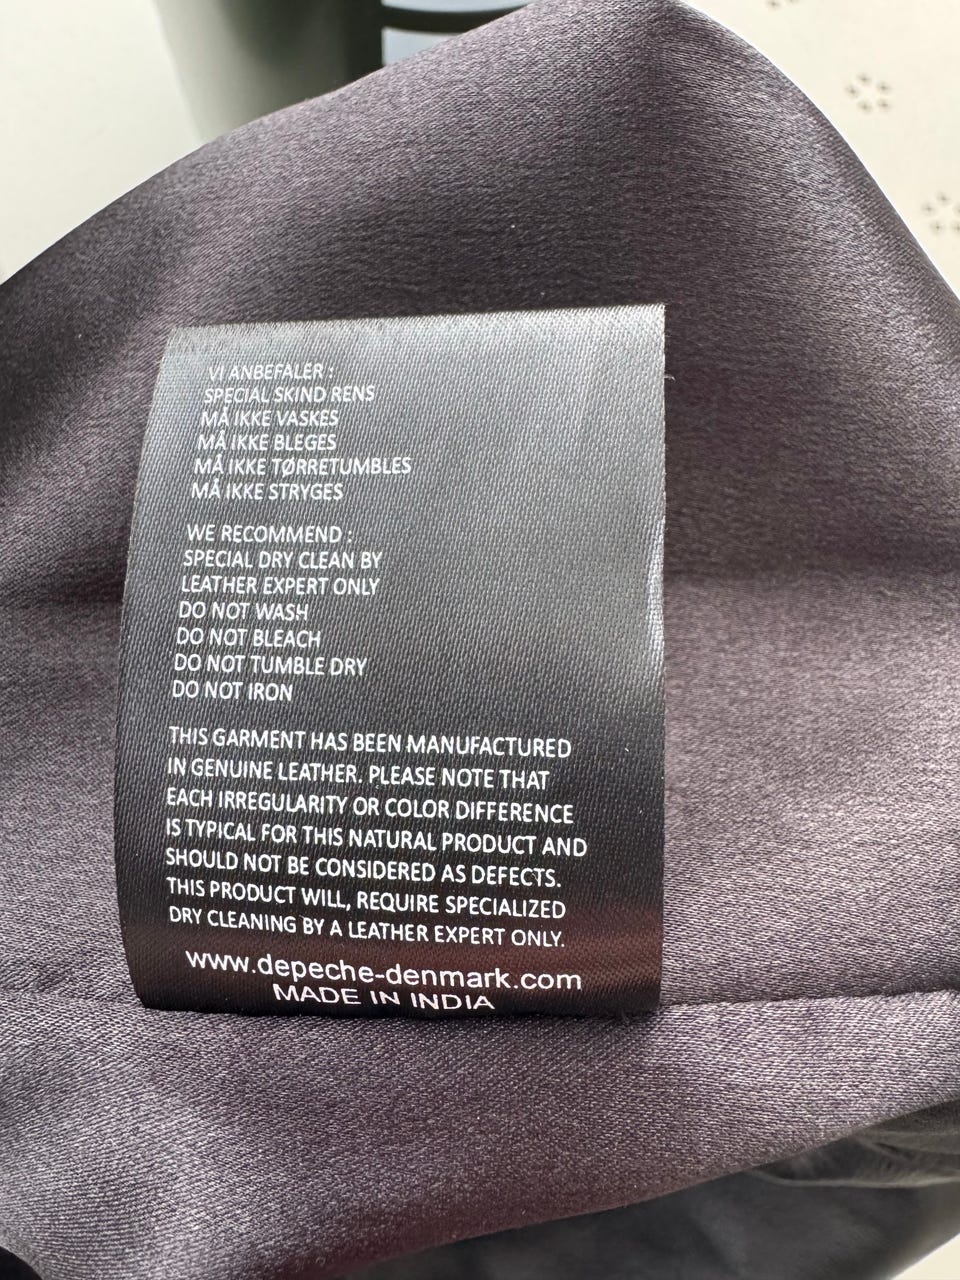 VI ANBEFALER :
SPECIAL SKIND RENS
MÅ IKKE VASKES
MÅ IKKE BLEGES
MÅ IKKE TØRRETUMBLES
MÅ IKKE STRYGES
WE RECOMMEND :
SPECIAL DRY CLEAN BY
LEATHER EXPERT ONLY
DO NOT WASH
DO NOT BLEACH
DO NOT TUMBLE DRY
DO NOT IRON
THIS GARMENT HAS BEEN MANUFACTURED
IN GENUINE LEATHER. PLEASE NOTE THAT
EACH IRREGULARITY OR COLOR DIFFERENCE
IS TYPICAL FOR THIS NATURAL PRODUCT AND
SHOULD NOT BE CONSIDERED AS DEFECTS.
THIS PRODUCT WILL, REQUIRE SPECIALIZED
DRY CLEANING BY A LEATHER EXPERT ONLY.
www.depeche-denmark.com
MADE IN INDIA